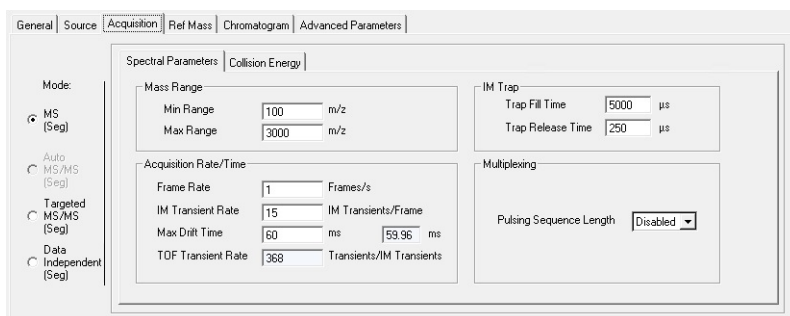 General Source Acquisition Ref Mass Chromatogram Advanced Parameters
Spectral Parameters Collision Energy
Mode:
MS
(Seg)
Auto
MS/MS
(Seg)
Targeted
MS/MS
(Seg)
Data
Independent
(Seg)
Mass Range
Min Range 100 m/z
Max Range 3000 m/z
IM Trap
Trap Fill Time 5000 µs
Trap Release Time 250 µs
Acquisition Rate/Time
Frame Rate 1 Frames/s
IM Transient Rate 15 IM Transients/Frame
Max Drift Time 60 ms 59.96 ms
TOF Transient Rate 368 Transients/IM Transients
Multiplexing
Pulsing Sequence Length Disabled